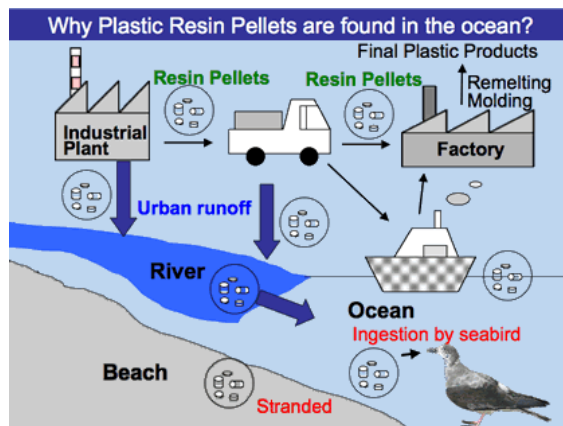 Why Plastic Resin Pellets are found in the ocean?
Final Plastic Products
Resin Pellets
Resin Pellets
Remelting
Molding
Industrial
Plant
Factory
Urban runoff
River
Ocean
Ingestion by seabird
Beach
Stranded